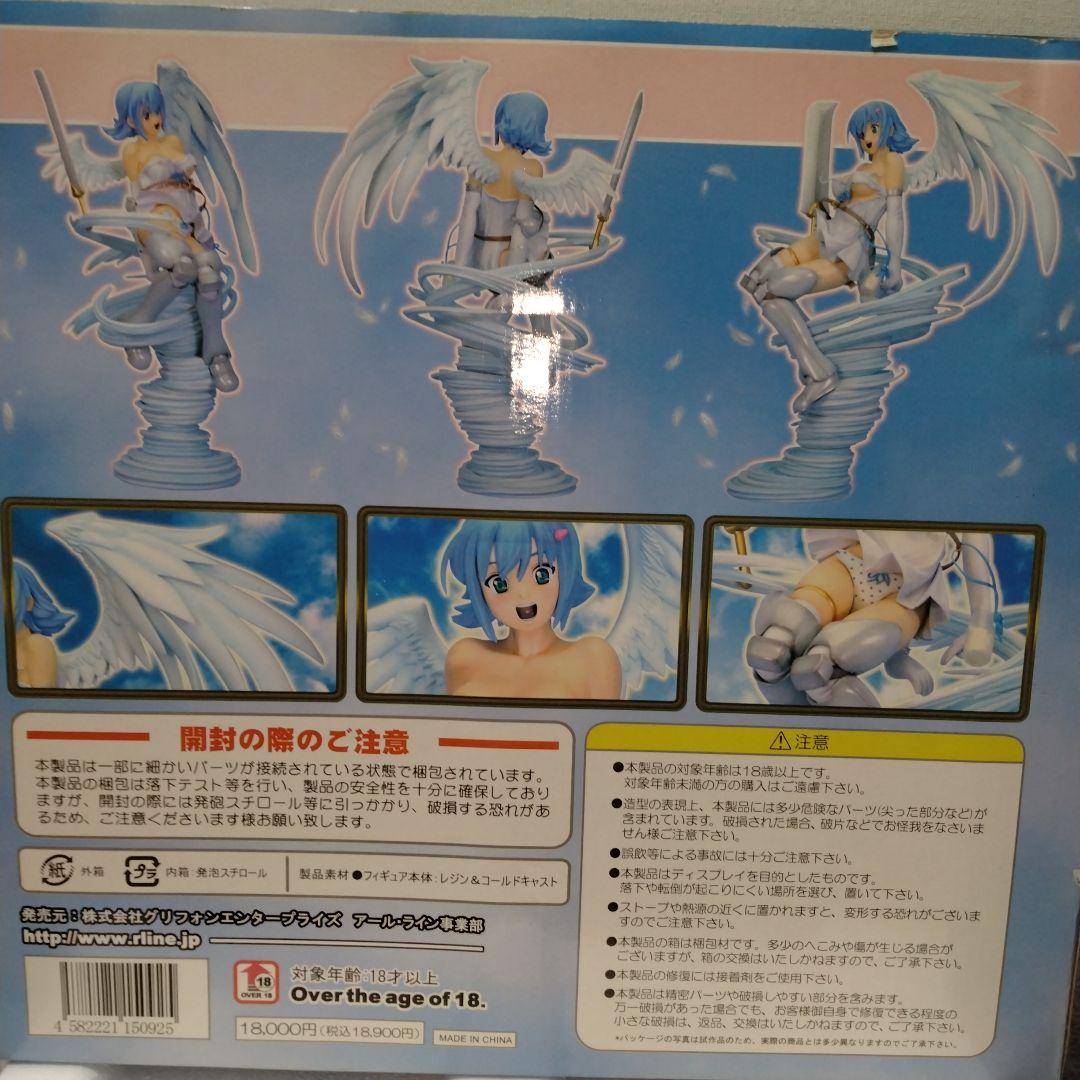 開封の際のご注意
本製品は一部に細かいパーツが接続されている状態で梱包されています。
本製品の梱包は落下テスト等を行い、製品の安全性を十分に確保しており
ますが、開封の際には発砲スチロール等に引っかかり、破損する恐れがあ
るため、ご注意くださいます様お願い致します。
紙 外箱 プラ 内箱：発泡スチロール 製品素材 ●フィギュア本体：レジン＆コールドキャスト
発売元：株式会社グリフォンエンタープライズ アール・ライン事業部
http://www.rline.jp
4 582221 150925
18
OVER 18
対象年齢：18才以上
Over the age of 18.
18,000円（税込18,900円）
MADE IN CHINA
⚠注意
●本製品の対象年齢は18歳以上です。
対象年齢未満の方の購入はご遠慮下さい。
●造型の表現上、本製品には多少危険なパーツ（尖った部分など）が
含まれています。破損された場合、破片などでお怪我をなさいま
せん様ご注意下さい。
●誤飲等による事故には十分ご注意下さい。
●本製品はディスプレイを目的としたものです。
落下や転倒が起こりにくい場所を選び、置いて下さい。
●ストーブや熱源の近くに置かれますと、変形する恐れがございま
すのでご注意下さい。
●本製品の箱は梱包材です。多少のへこみや傷が生じる場合が
ございますが、箱の交換はいたしかねますので、ご了承下さい。
●本製品の修復には接着剤をご使用下さい。
●本製品は精密パーツや破損しやすい部分を含みます。
万一破損があった場合でも、お客様御自身で修復できる程度の
小さな破損は、返品、交換はいたしかねますので、ご了承下さい。
*パッケージの写真は試作品のため、実際の商品とは多少異なりますのでご了承下さい。